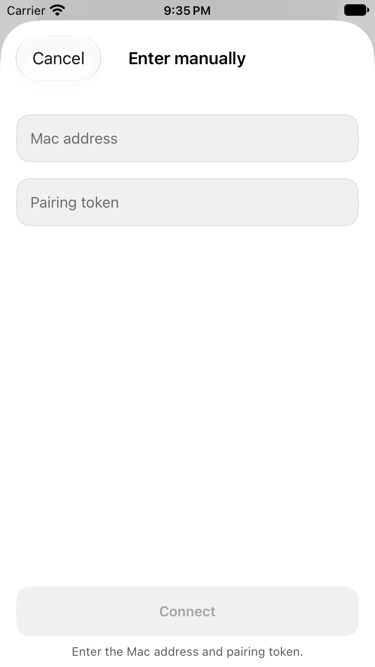 Carrier 9:35 PM
Cancel Enter manually
Mac address
Pairing token
Connect
Enter the Mac address and pairing token.